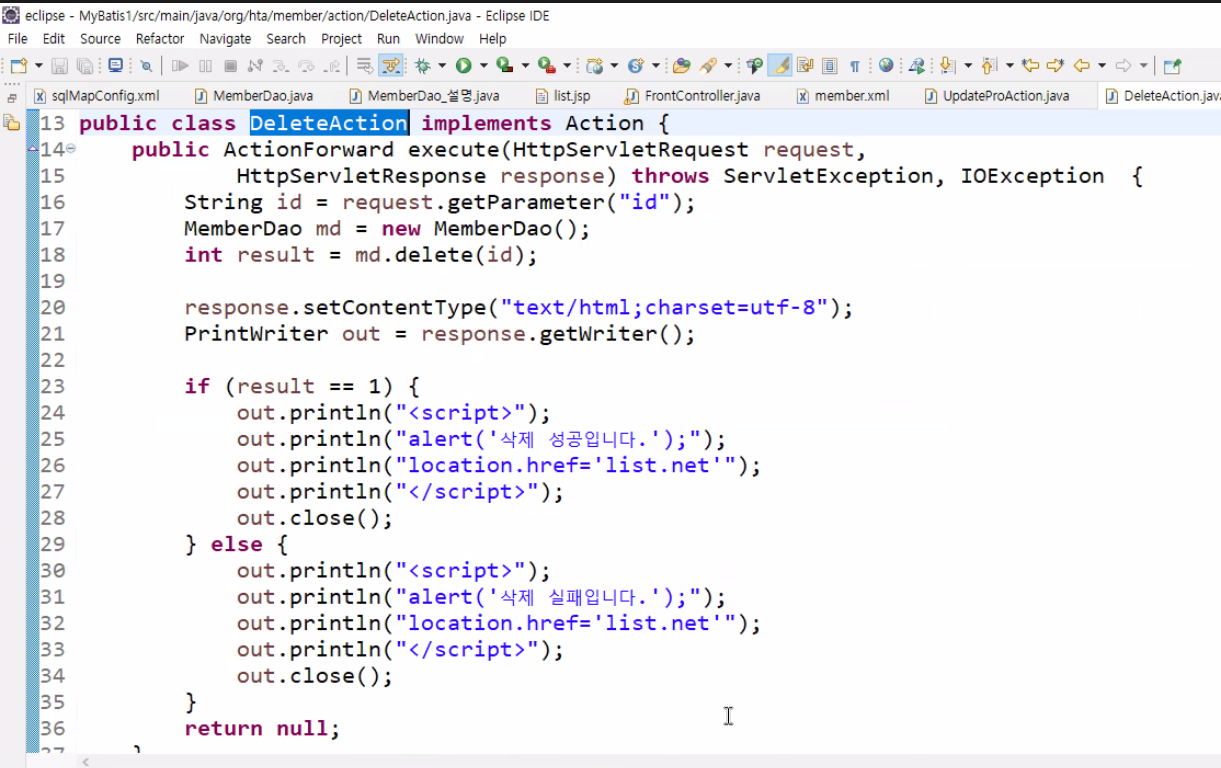 eclipse - MyBatis1/src/main/java/org/hta/member/action/DeleteAction.java - Eclipse IDE
File Edit Source Refactor Navigate Search Project Run Window Help
sqlMapConfig.xml MemberDao.java MemberDao_설명.java list.jsp FrontController.java member.xml UpdateProAction.java DeleteAction.java
13 public class DeleteAction implements Action {
14 public ActionForward execute(HttpServletRequest request,
15 HttpServletResponse response) throws ServletException, IOException {
16 String id = request.getParameter("id");
17 MemberDao md = new MemberDao();
18 int result = md.delete(id);
19
20 response.setContentType("text/html;charset=utf-8");
21 PrintWriter out = response.getWriter();
22
23 if (result == 1) {
24 out.println("<script>");
25 out.println("alert('삭제 성공입니다.');");
26 out.println("location.href='list.net'");
27 out.println("</script>");
28 out.close();
29 } else {
30 out.println("<script>");
31 out.println("alert('삭제 실패입니다.');");
32 out.println("location.href='list.net'");
33 out.println("</script>");
34 out.close();
35 }
36 return null;
37 }